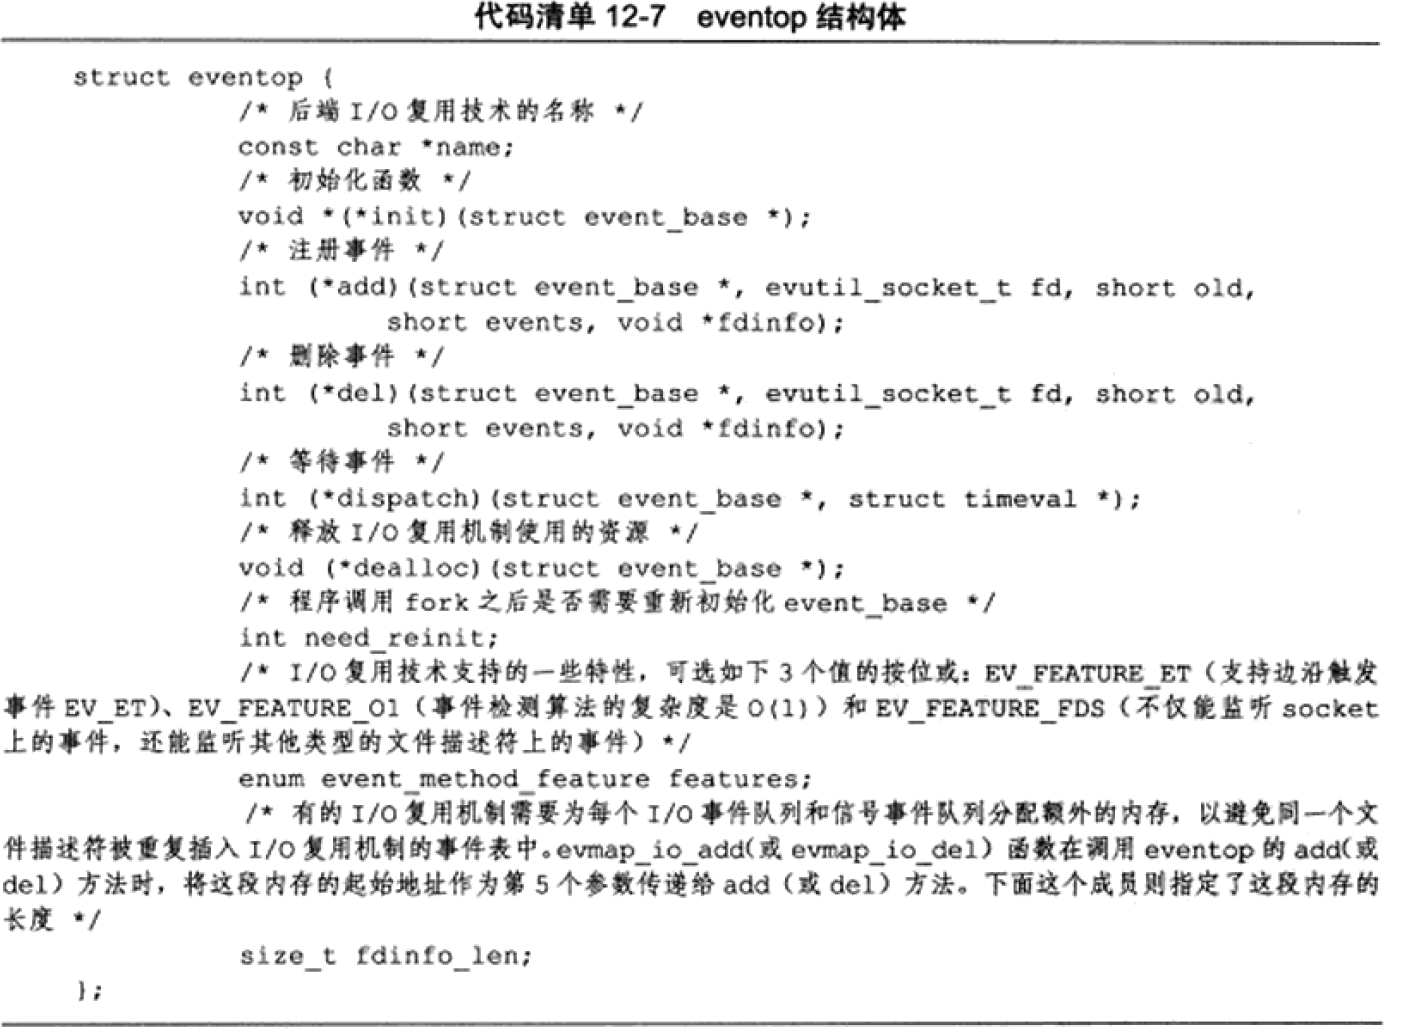 代码清单 12-7 eventop 结构体
struct eventop {
/* 后端 I/O 复用技术的名称 */
const char *name;
/* 初始化函数 */
void *(*init)(struct event_base *);
/* 注册事件 */
int (*add)(struct event_base *, evutil_socket_t fd, short old,
short events, void *fdinfo);
/* 删除事件 */
int (*del)(struct event_base *, evutil_socket_t fd, short old,
short events, void *fdinfo);
/* 等待事件 */
int (*dispatch)(struct event_base *, struct timeval *);
/* 释放 I/O 复用机制使用的资源 */
void (*dealloc)(struct event_base *);
/* 程序调用 fork 之后是否需要重新初始化 event_base */
int need_reinit;
/* I/O 复用技术支持的一些特性，可选如下 3 个值的按位或：EV_FEATURE_ET（支持边沿触发
事件 EV_ET）、EV_FEATURE_O1（事件检测算法的复杂度是 O(1)）和 EV_FEATURE_FDS（不仅能监听 socket
上的事件，还能监听其他类型的文件描述符上的事件）*/
enum event_method_feature features;
/* 有的 I/O 复用机制需要为每个 I/O 事件队列和信号事件队列分配额外的内存，以避免同一个文
件描述符被重复插入 I/O 复用机制的事件表中。evmap_io_add（或 evmap_io_del）函数在调用 eventop 的 add（或
del）方法时，将这段内存的起始地址作为第 5 个参数传递给 add（或 del）方法。下面这个成员则指定了这段内存的
长度 */
size_t fdinfo_len;
};